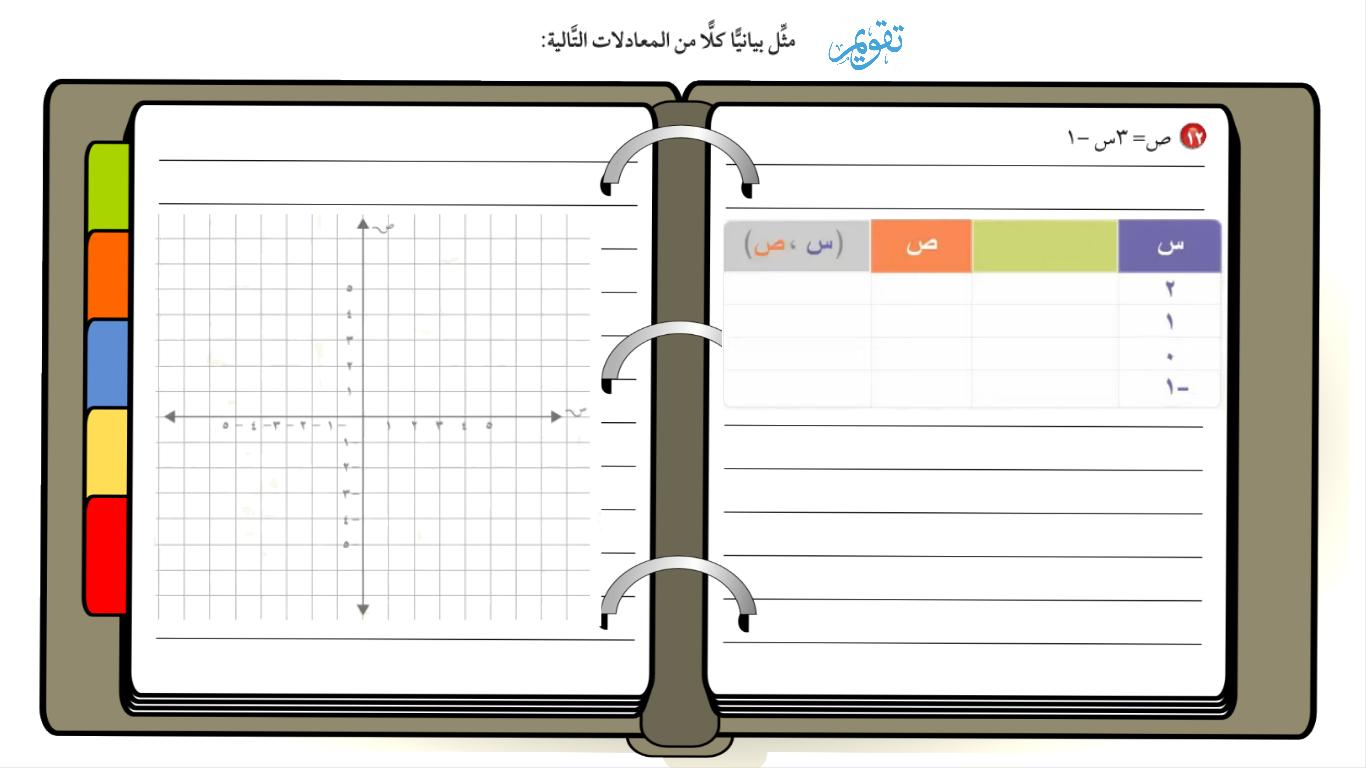 تقويم
مثِّل بيانيًّا كلًّا من المعادلات التَّالية:
١٢ ص= ٣س –١
س ص (س ، ص)
٢
١
٠
–١
ص
٥
٤
٣
٢
١
س
٥ – ٤ –٣ –٢ –١ – ١ ٢ ٣ ٤ ٥
١–
٢–
٣–
٤–
٥–